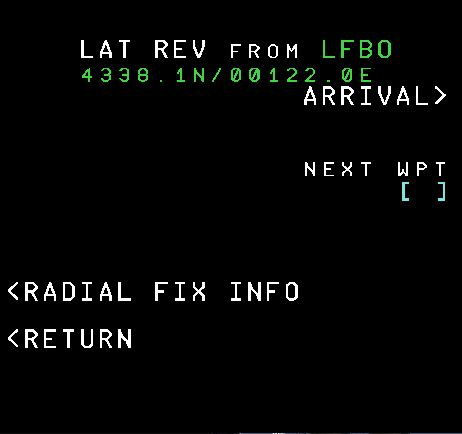 LAT REV FROM LFBO
4338.1N/00122.0E
ARRIVAL>
NEXT WPT
[ ]
<RADIAL FIX INFO
<RETURN